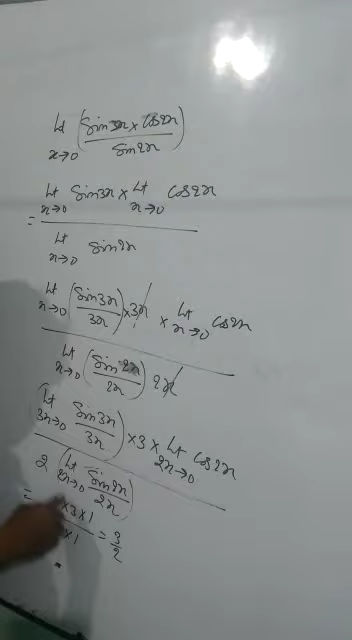 Lt x→0 (Sin3x × Cos2x / Sin2x)
= Lt x→0 Sin3x × Lt x→0 Cos2x / Lt x→0 Sin2x
Lt x→0 (Sin3x / 3x) × 3x × Lt x→0 Cos2x / Lt x→0 (Sin2x / 2x) 2x
Lt 3x→0 (Sin3x / 3x) × 3 × Lt 2x→0 Cos2x / 2 (Lt 2x→0 Sin2x / 2x)
= × 3 × 1 / × 1 = 3/2